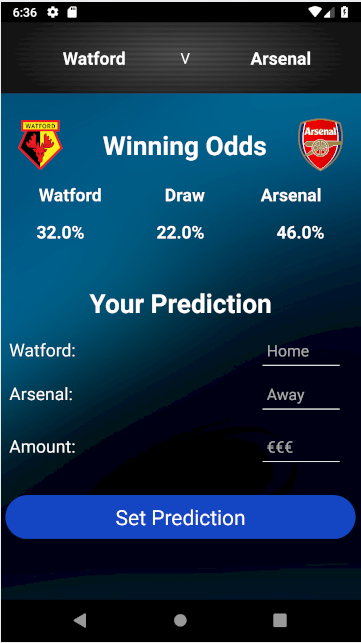 6:36
Watford V Arsenal
WATFORD
Arsenal
Winning Odds
Watford Draw Arsenal
32.0% 22.0% 46.0%
Your Prediction
Watford: Home
Arsenal: Away
Amount: €€€
Set Prediction